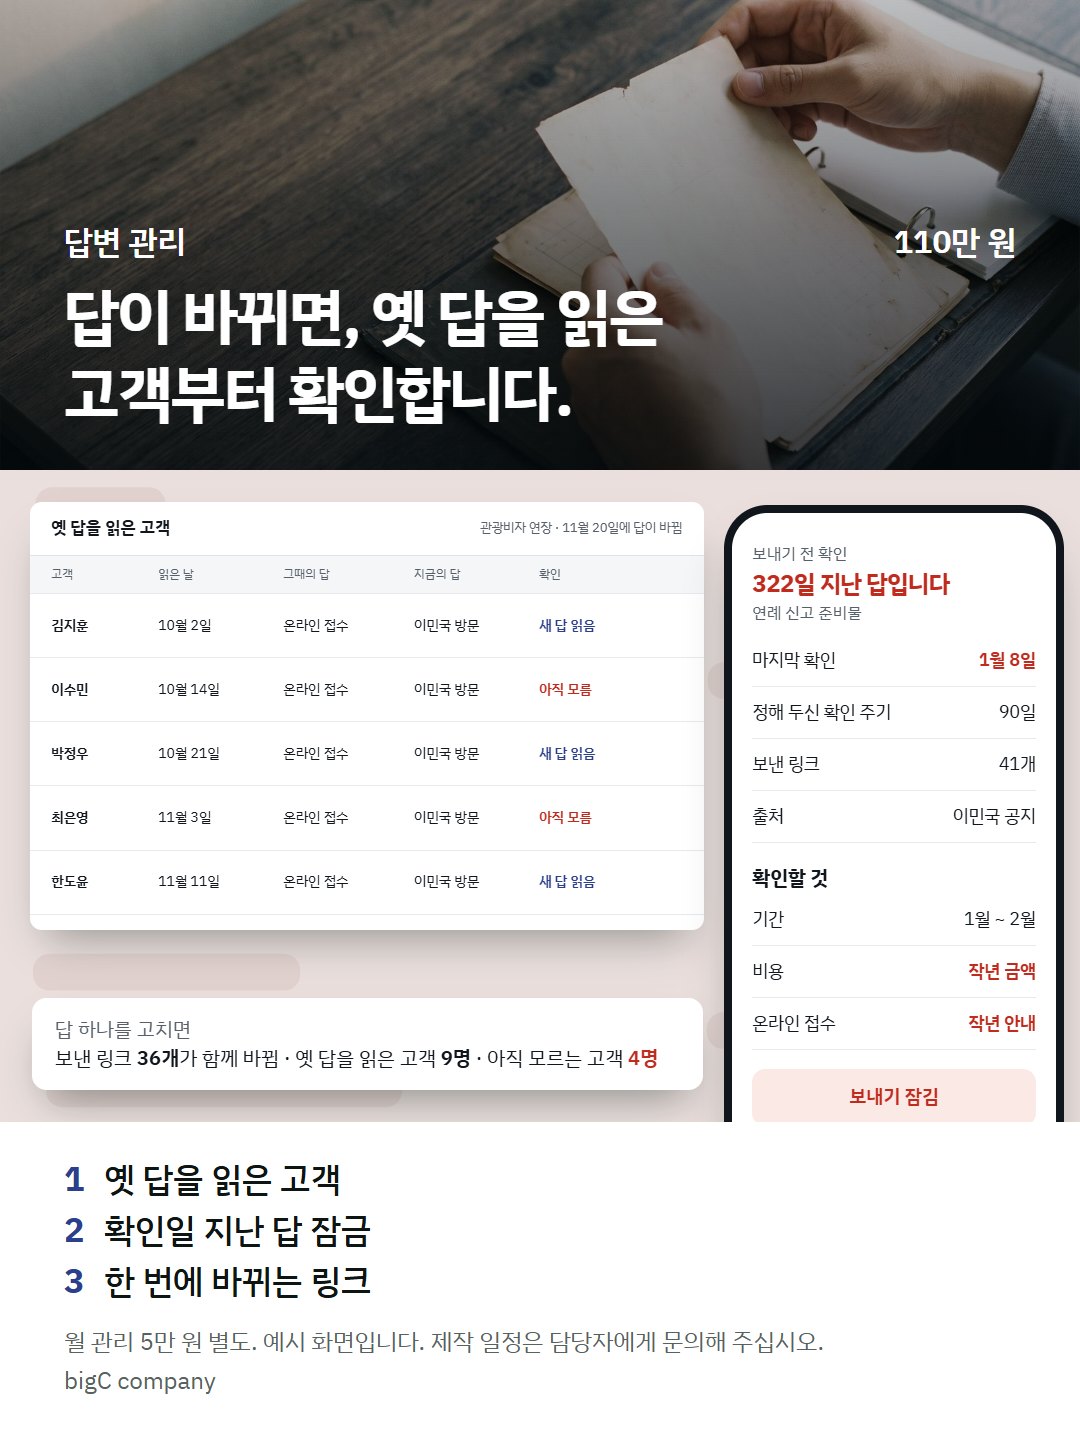 답변 관리
110만 원
답이 바뀌면, 옛 답을 읽은
고객부터 확인합니다.
옛 답을 읽은 고객
관광비자 연장 · 11월 20일에 답이 바뀜
고객 읽은 날 그때의 답 지금의 답 확인
김지훈 10월 2일 온라인 접수 이민국 방문 새 답 읽음
이수민 10월 14일 온라인 접수 이민국 방문 아직 모름
박정우 10월 21일 온라인 접수 이민국 방문 새 답 읽음
최은영 11월 3일 온라인 접수 이민국 방문 아직 모름
한도윤 11월 11일 온라인 접수 이민국 방문 새 답 읽음
답 하나를 고치면
보낸 링크 36개가 함께 바뀜 · 옛 답을 읽은 고객 9명 · 아직 모르는 고객 4명
보내기 전 확인
322일 지난 답입니다
연례 신고 준비물
마지막 확인 1월 8일
정해 두신 확인 주기 90일
보낸 링크 41개
출처 이민국 공지
확인할 것
기간 1월 ~ 2월
비용 작년 금액
온라인 접수 작년 안내
보내기 잠김
1 옛 답을 읽은 고객
2 확인일 지난 답 잠금
3 한 번에 바뀌는 링크
월 관리 5만 원 별도. 예시 화면입니다. 제작 일정은 담당자에게 문의해 주십시오.
bigC company